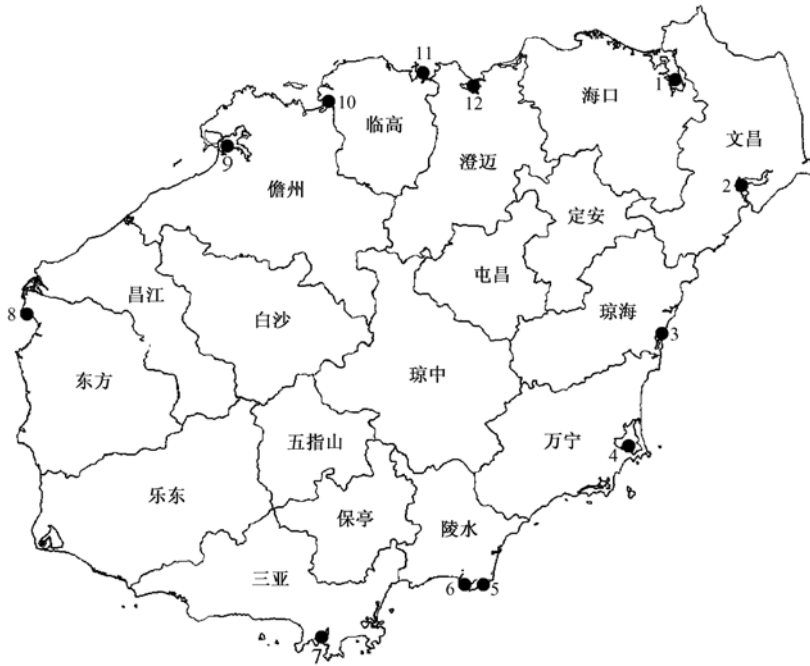 11
10
12
海口
1
临高
文昌
9
澄迈
儋州
2
定安
屯昌
昌江
琼海
8
白沙
3
东方
琼中
五指山
万宁
4
乐东
保亭
陵水
三亚
6
5
7